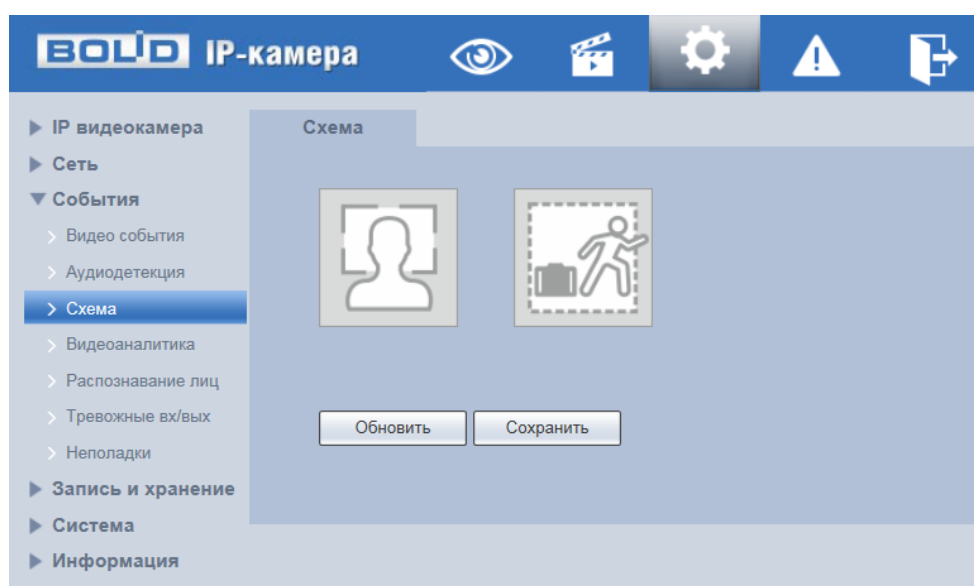 BOLID IP-камера
IP видеокамера
Сеть
События
Видео события
Аудиодетекция
Схема
Видеоаналитика
Распознавание лиц
Тревожные вх/вых
Неполадки
Запись и хранение
Система
Информация
Схема
Обновить
Сохранить